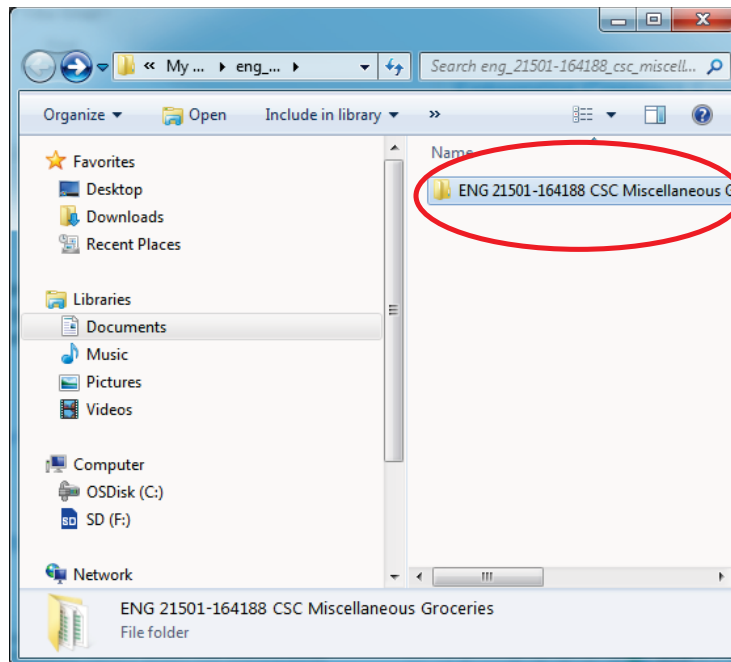 « My ... eng_...
Search eng_21501-164188_csc_miscell...
Organize Open Include in library »
Name
ENG 21501-164188 CSC Miscellaneous G
Favorites
Desktop
Downloads
Recent Places
Libraries
Documents
Music
Pictures
Videos
Computer
OSDisk (C:)
SD (F:)
Network
ENG 21501-164188 CSC Miscellaneous Groceries
File folder